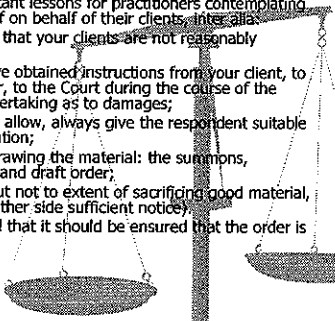 tant lessons for practitioners contemplating
f on behalf of their clients, inter alia:
that your clients are not reasonably
e obtained instructions from your client, to
r, to the Court during the course of the
ertaking as to damages;
allow, always give the respondent suitable
tion;
rawing the material: the summons,
and draft order;
ut not to extent of sacrificing good material,
ther side sufficient notice).
l that it should be ensured that the order is